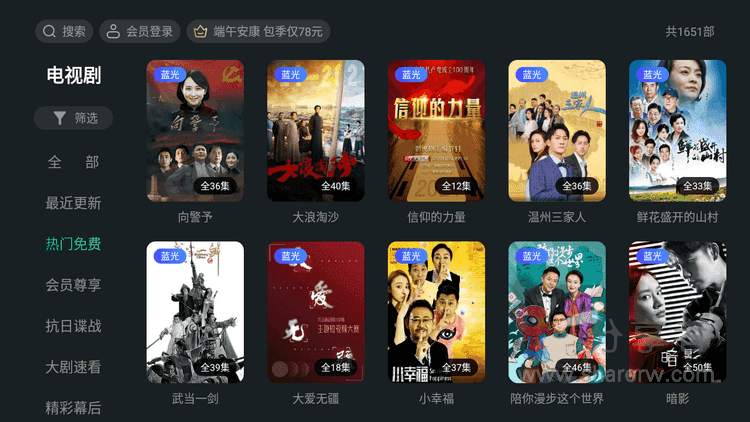 搜索
会员登录
端午安康 包季仅78元
共1651部
电视剧
筛选
全 部
最近更新
热门免费
会员尊享
抗日谍战
大剧速看
精彩幕后
蓝光
向警予
全36集
向警予
蓝光
大浪淘沙
全40集
大浪淘沙
蓝光
信仰的力量
全12集
信仰的力量
蓝光
温州
三家人
全36集
温州三家人
蓝光
鲜花盛开
的山村
全33集
鲜花盛开的山村
蓝光
全39集
武当一剑
蓝光
大爱
无疆
全18集
大爱无疆
蓝光
小幸福
全37集
小幸福
蓝光
陪你漫步
这个世界
全46集
陪你漫步这个世界
蓝光
暗影
全50集
暗影